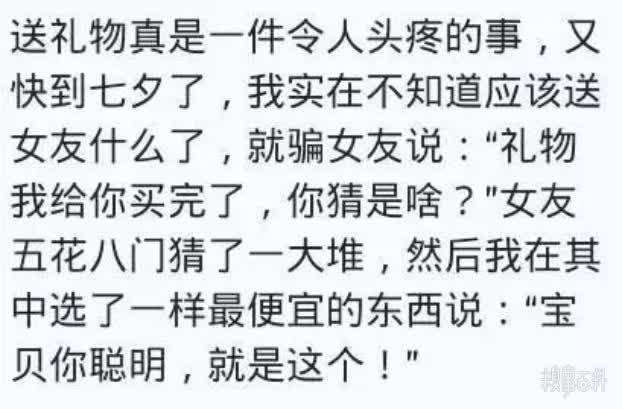 送礼物真是一件令人头疼的事，又
快到七夕了，我实在不知道应该送
女友什么了，就骗女友说：“礼物
我给你买完了，你猜是啥？”女友
五花八门猜了一大堆，然后我在其
中选了一样最便宜的东西说：“宝
贝你聪明，就是这个！”